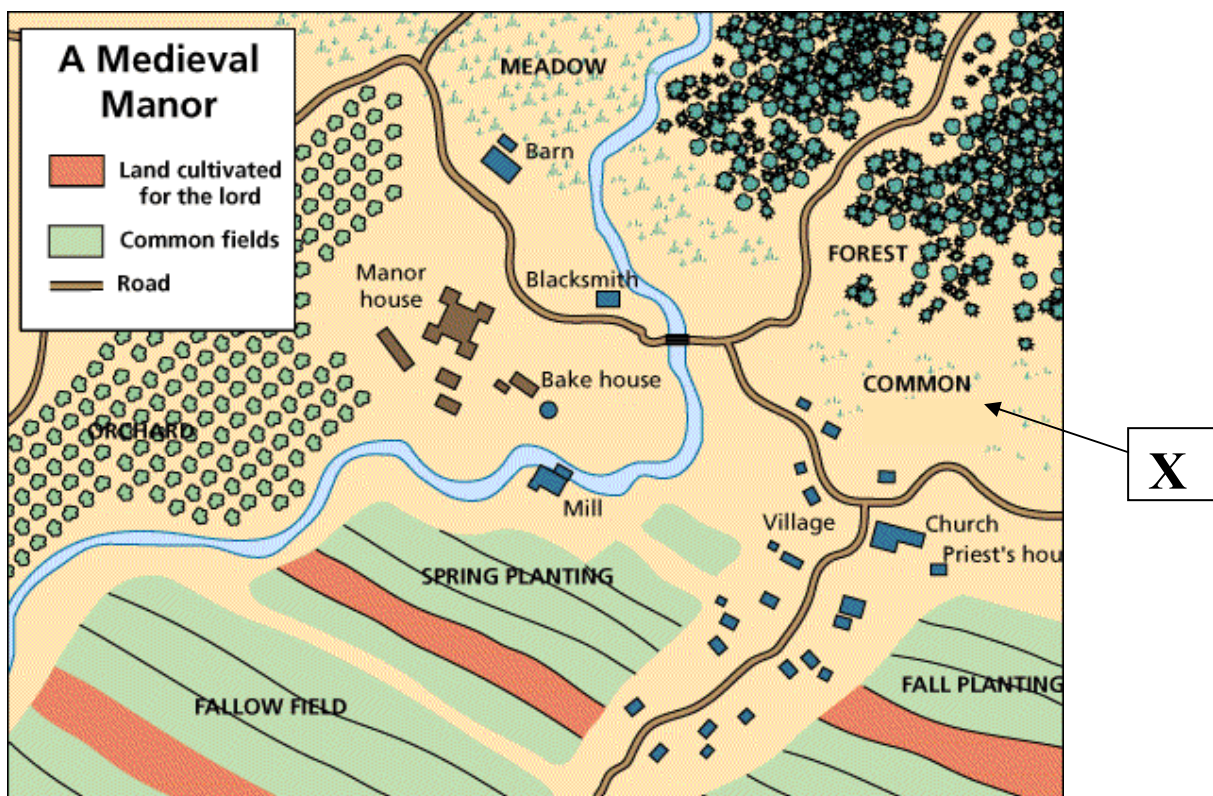 A Medieval
Manor
Land cultivated
for the lord
Common fields
Road
MEADOW
Barn
FOREST
Manor
house
Blacksmith
Bake house
COMMON
ORCHARD
X
Mill
Village
Church
Priest's hou
SPRING PLANTING
FALL PLANTING
FALLOW FIELD